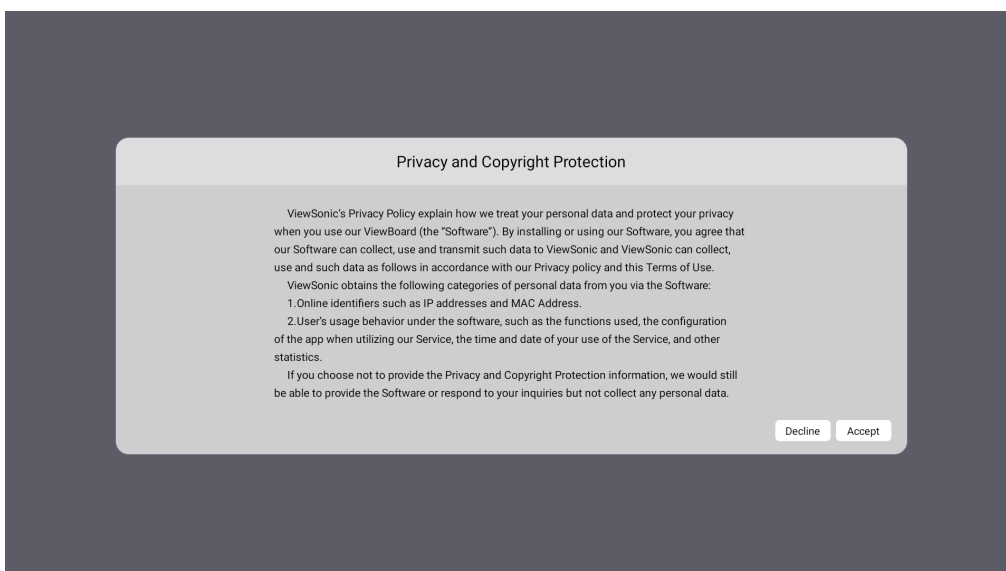 Privacy and Copyright Protection
ViewSonic's Privacy Policy explain how we treat your personal data and protect your privacy
when you use our ViewBoard (the “Software”). By installing or using our Software, you agree that
our Software can collect, use and transmit such data to ViewSonic and ViewSonic can collect,
use and such data as follows in accordance with our Privacy policy and this Terms of Use.
ViewSonic obtains the following categories of personal data from you via the Software:
1.Online identifiers such as IP addresses and MAC Address.
2.User's usage behavior under the software, such as the functions used, the configuration
of the app when utilizing our Service, the time and date of your use of the Service, and other
statistics.
If you choose not to provide the Privacy and Copyright Protection information, we would still
be able to provide the Software or respond to your inquiries but not collect any personal data.
Decline Accept